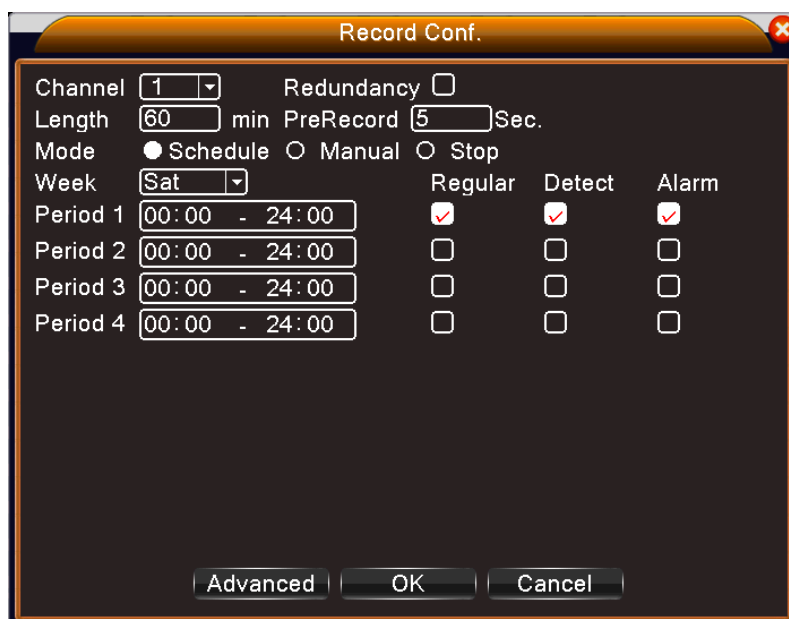 Record Conf.
Channel 1 Redundancy
Length 60 min PreRecord 5 Sec.
Mode Schedule Manual Stop
Week Sat Regular Detect Alarm
Period 1 00:00 - 24:00
Period 2 00:00 - 24:00
Period 3 00:00 - 24:00
Period 4 00:00 - 24:00
Advanced OK Cancel